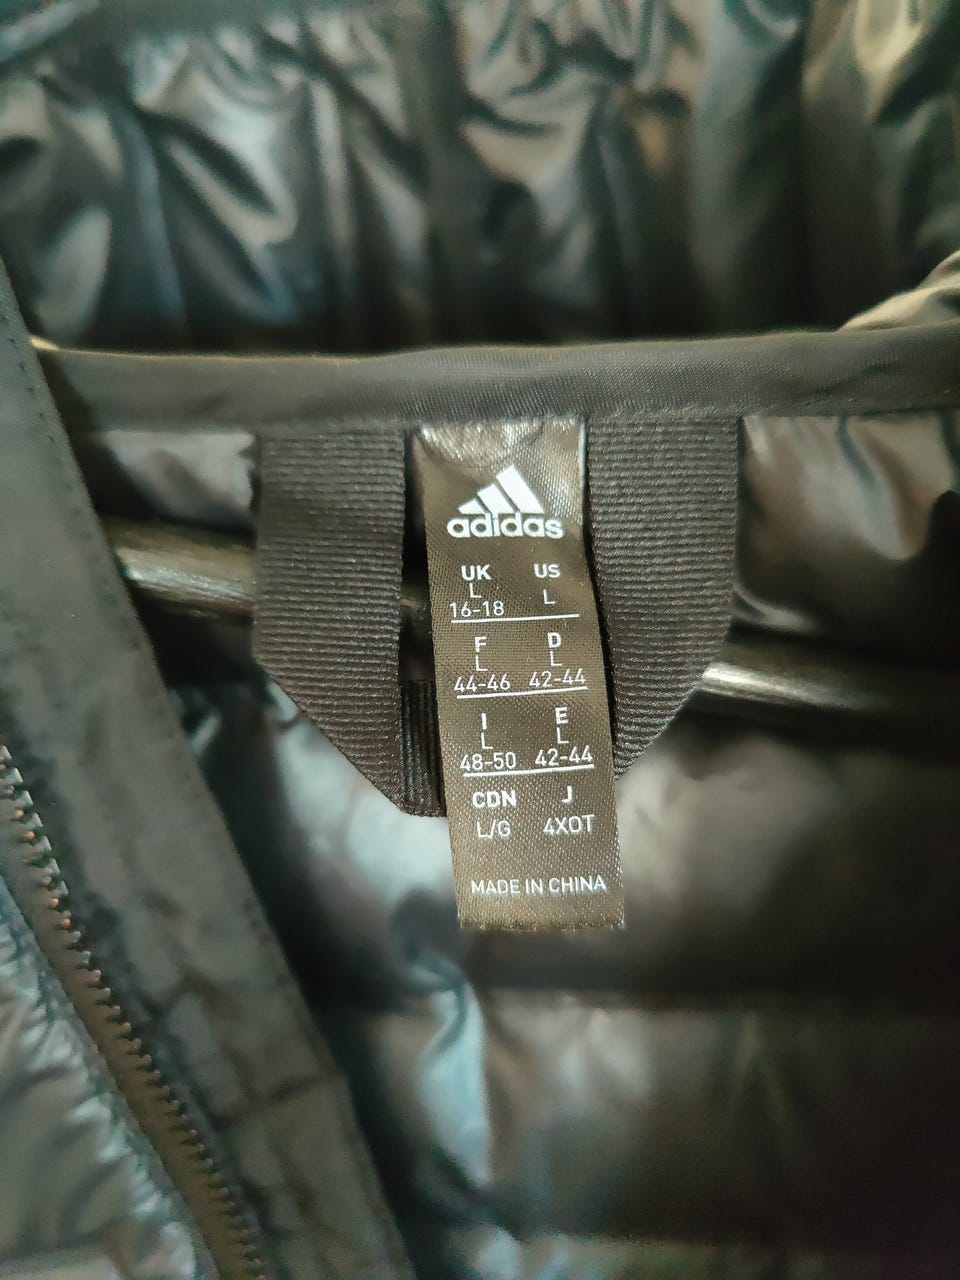 adidas
UK US
L L
16-18
F D
L L
44-46 42-44
I E
L L
48-50 42-44
CDN J
L/G 4XOT
MADE IN CHINA